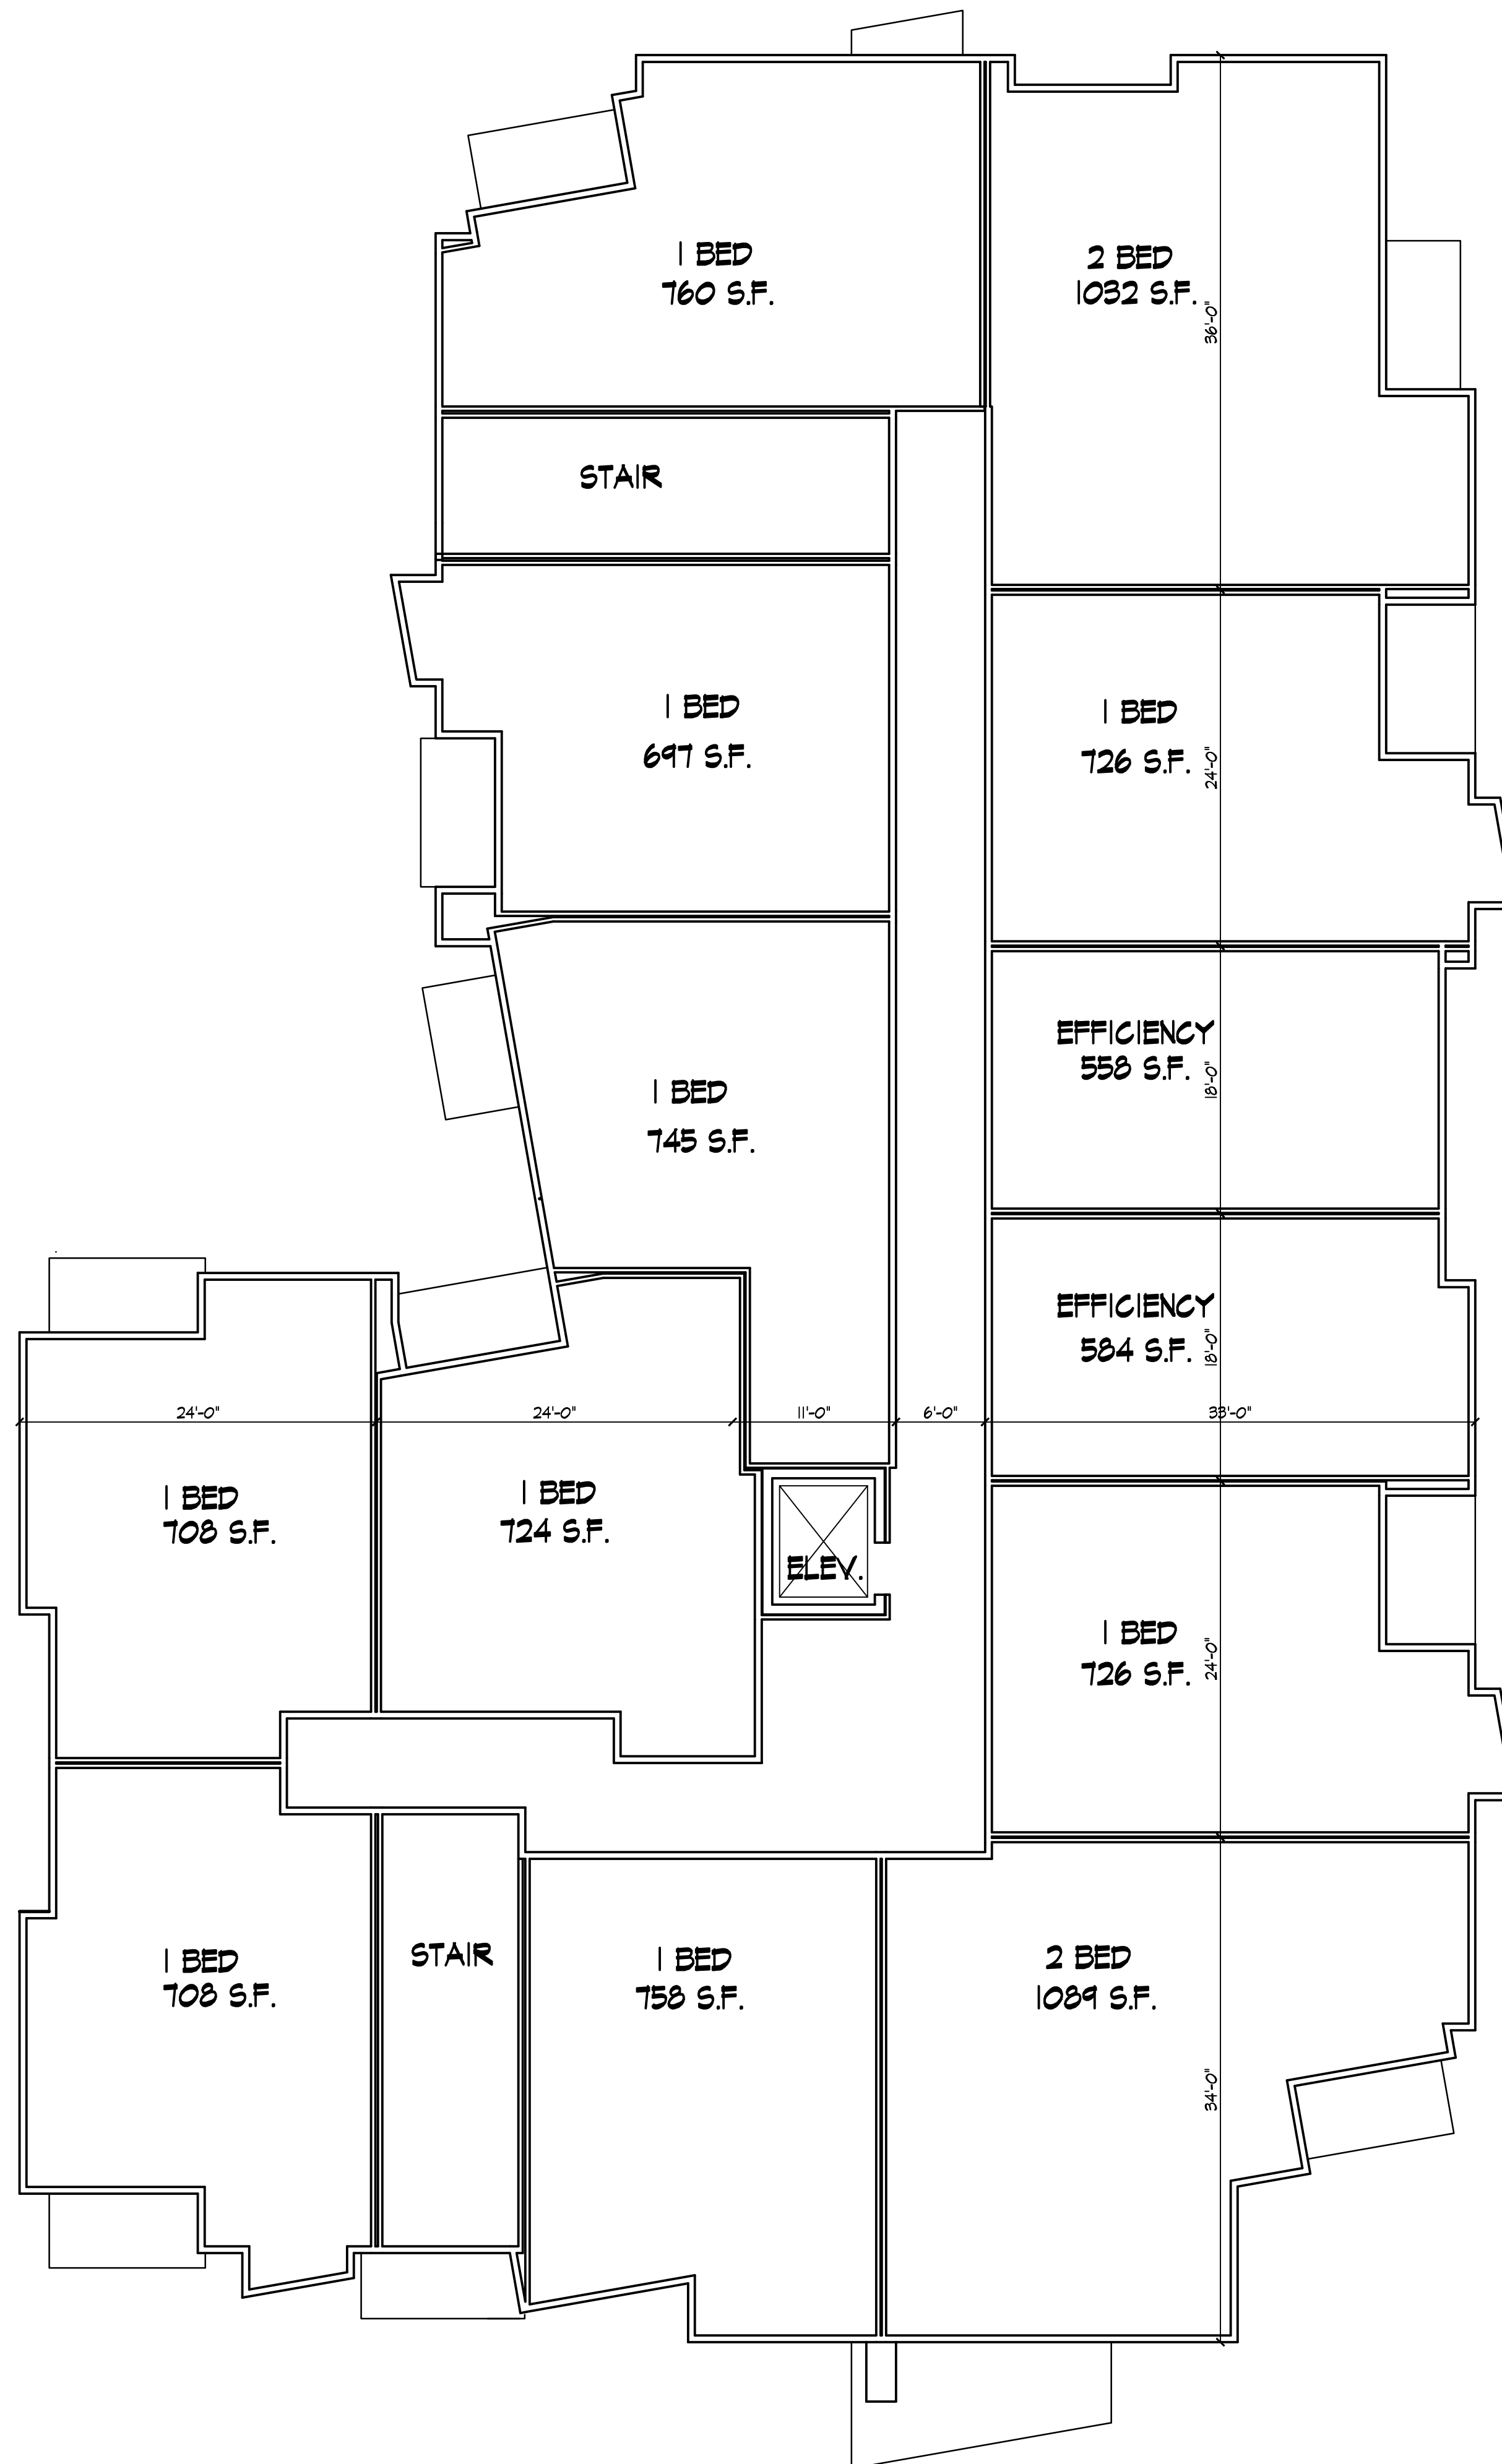 1 BED
760 S.F.
2 BED
1032 S.F.
36'-0"
STAIR
1 BED
697 S.F.
1 BED
726 S.F.
24'-0"
EFFICIENCY
558 S.F.
18'-0"
1 BED
745 S.F.
EFFICIENCY
584 S.F.
18'-0"
24'-0"
24'-0"
11'-0"
6'-0"
33'-0"
1 BED
708 S.F.
1 BED
724 S.F.
ELEV.
1 BED
726 S.F.
24'-0"
1 BED
708 S.F.
STAIR
1 BED
758 S.F.
2 BED
1089 S.F.
34'-0"